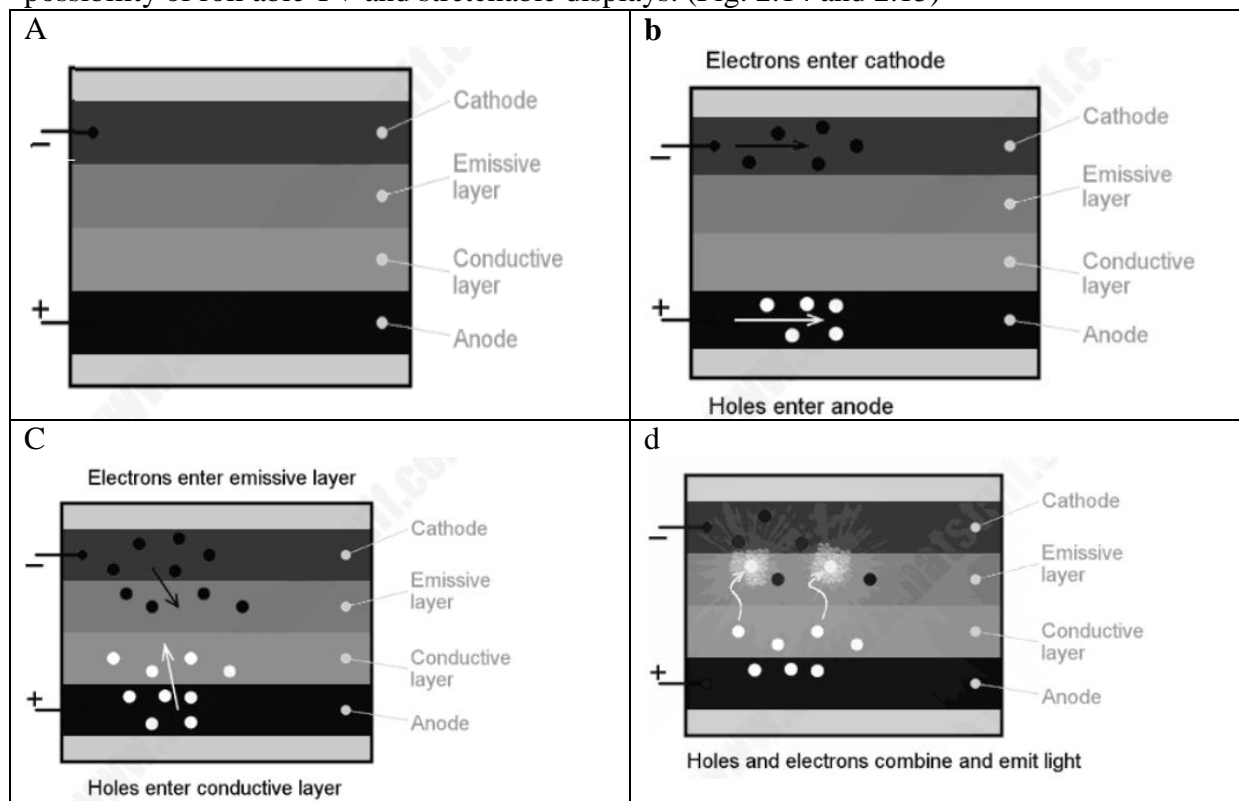 possibility of roll able TV and stretchable displays. (Fig. 2.14 and 2.15)
A
−
+
Cathode
Emissive
layer
Conductive
layer
Anode
b
Electrons enter cathode
−
+
Cathode
Emissive
layer
Conductive
layer
Anode
Holes enter anode
C
Electrons enter emissive layer
−
+
Cathode
Emissive
layer
Conductive
layer
Anode
Holes enter conductive layer
d
−
+
Cathode
Emissive
layer
Conductive
layer
Anode
Holes and electrons combine and emit light